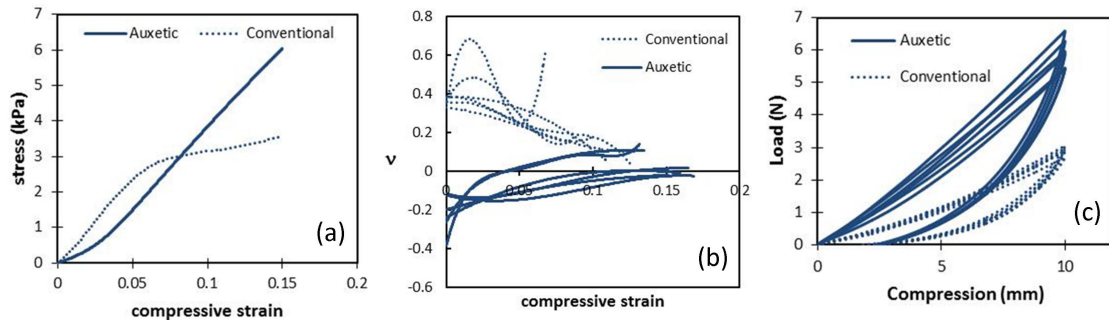 7
6
5
4
3
2
1
0
stress (kPa)
Auxetic
Conventional
0
0.05
0.1
0.15
0.2
compressive strain
(a)
0.8
0.6
0.4
0.2
0
-0.2
-0.4
-0.6
ν
Conventional
Auxetic
0
0.05
0.1
0.15
0.2
compressive strain
(b)
7
6
5
4
3
2
1
0
Load (N)
Auxetic
Conventional
0
5
10
Compression (mm)
(c)